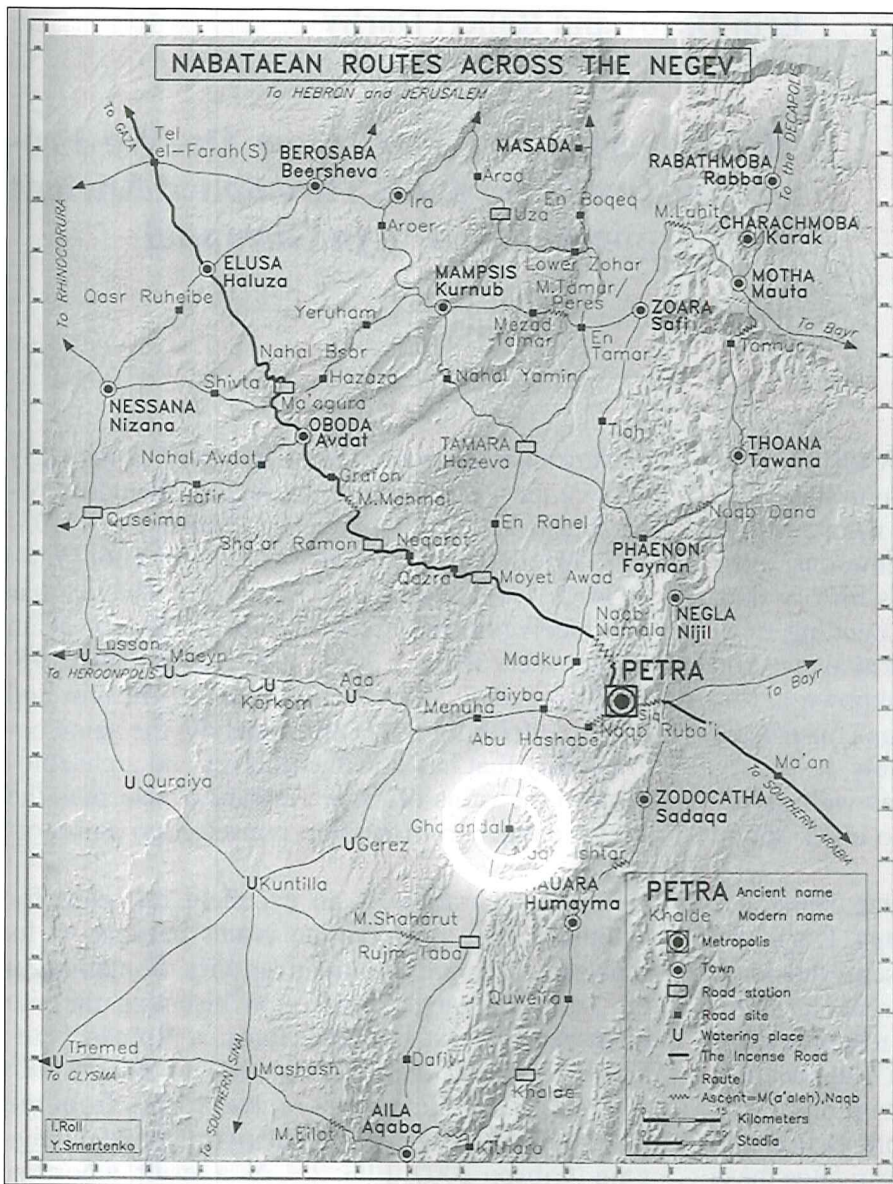 NABATAEAN ROUTES ACROSS THE NEGEV
To HEBRON and JERUSALEM
To GAZA
Tel
el-Farah(S)
BEROSABA
Beersheva
MASADA
Arad
Ira
Uza
En Boqeq
RABATHMOBA
Rabba
To the DECAPOLIS
M.Luhit
CHARACHMOBA
Karak
Aroer
Lower Zohar
To RHINOCORURA
ELUSA
Haluza
MAMPSIS
Kurnub
M.Tamar/
Peres
MOTHA
Mauta
Qasr Ruheibe
Yeruham
Mezad
Tamar
ZOARA
Safi
En
Tamar
To Bayr
Tannur
Nahal Bsor
Shivta
Hazaza
Nahal Yamin
NESSANA
Nizana
Ma'agura
OBODA
Avdat
TAMARA
Hazeva
Tlah
THOANA
Tawana
Nahal Avdat
Hafir
Grafon
M.Mahmal
Quseima
En Rahel
Naqb Dana
Sha'ar Ramon
Neqarot
PHAENON
Faynan
Qazra
Moyet Awad
Naqb
Namala
NEGLA
Nijil
Lussan
To HEROONPOLIS
Maeyn
Karkom
Madkur
PETRA
Menuha
Taiyba
Siq
To Bayr
Abu Hashabe
Naqb Ruba'i
Ma'an
To SOUTHERN ARABIA
Quraiya
ZODOCATHA
Sadaqa
Gharandal
Gerez
Kuntilla
Humayma
M.Shaharut
Rujm Taba
Quweira
Themed
To CLYSMA
To SOUTHERN SINAI
Mashash
Dafit
Khalde
M.Eilat
AILA
Aqaba
Kithara
I.Roll
Y.Smertenko
PETRA Ancient name
Khalde Modern name
Metropolis
Town
Road station
Road site
U Watering place
The Incense Road
Route
Ascent=M(a'aleh),Naqb
Kilometers
Stadia